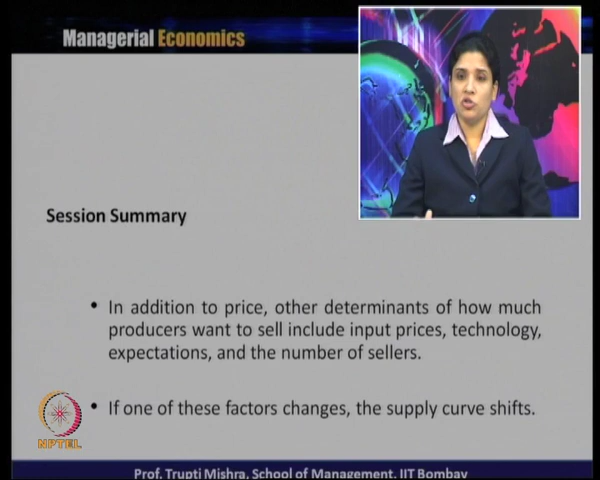 Managerial Economics
Session Summary
• In addition to price, other determinants of how much
producers want to sell include input prices, technology,
expectations, and the number of sellers.
• If one of these factors changes, the supply curve shifts.
NPTEL
Prof. Trupti Mishra, School of Management, IIT Bombay